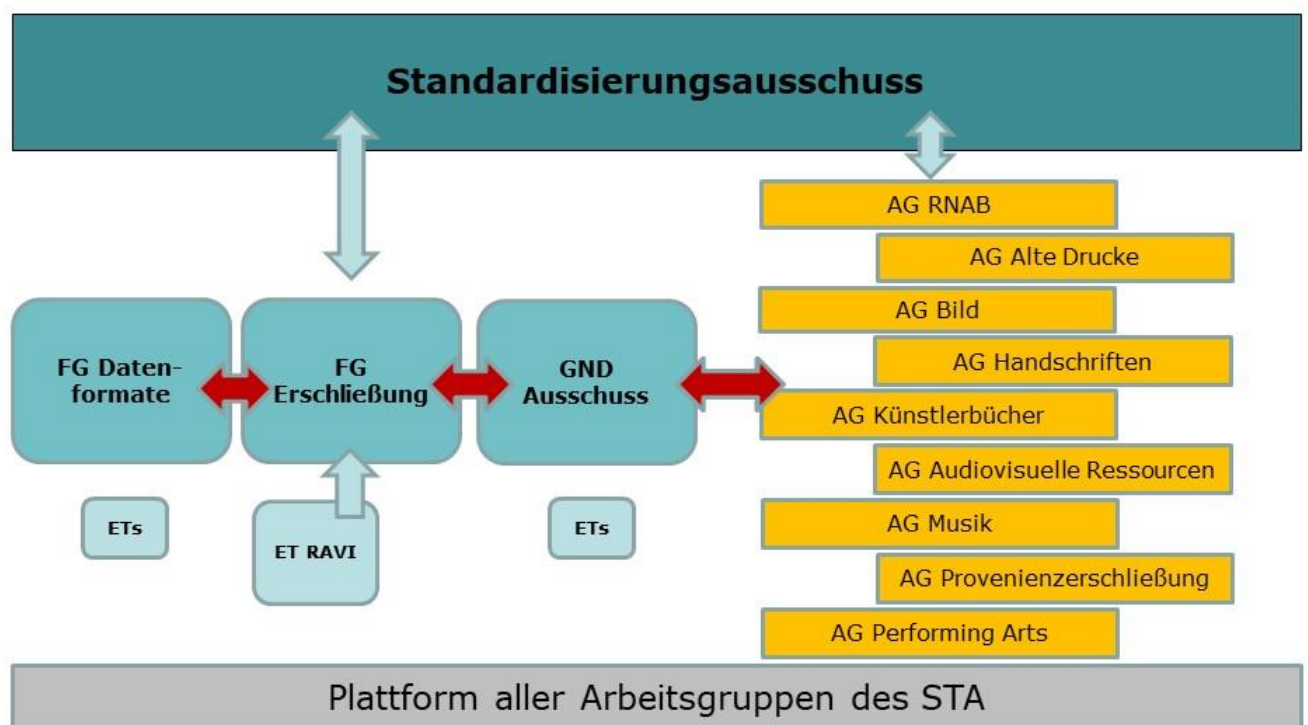 Standardisierungsausschuss
AG RNAB
AG Alte Drucke
AG Bild
AG Handschriften
AG Künstlerbücher
AG Audiovisuelle Ressourcen
AG Musik
AG Provenienzerschließung
AG Performing Arts
FG Daten-
formate
FG
Erschließung
GND
Ausschuss
ETs
ET RAVI
ETs
Plattform aller Arbeitsgruppen des STA